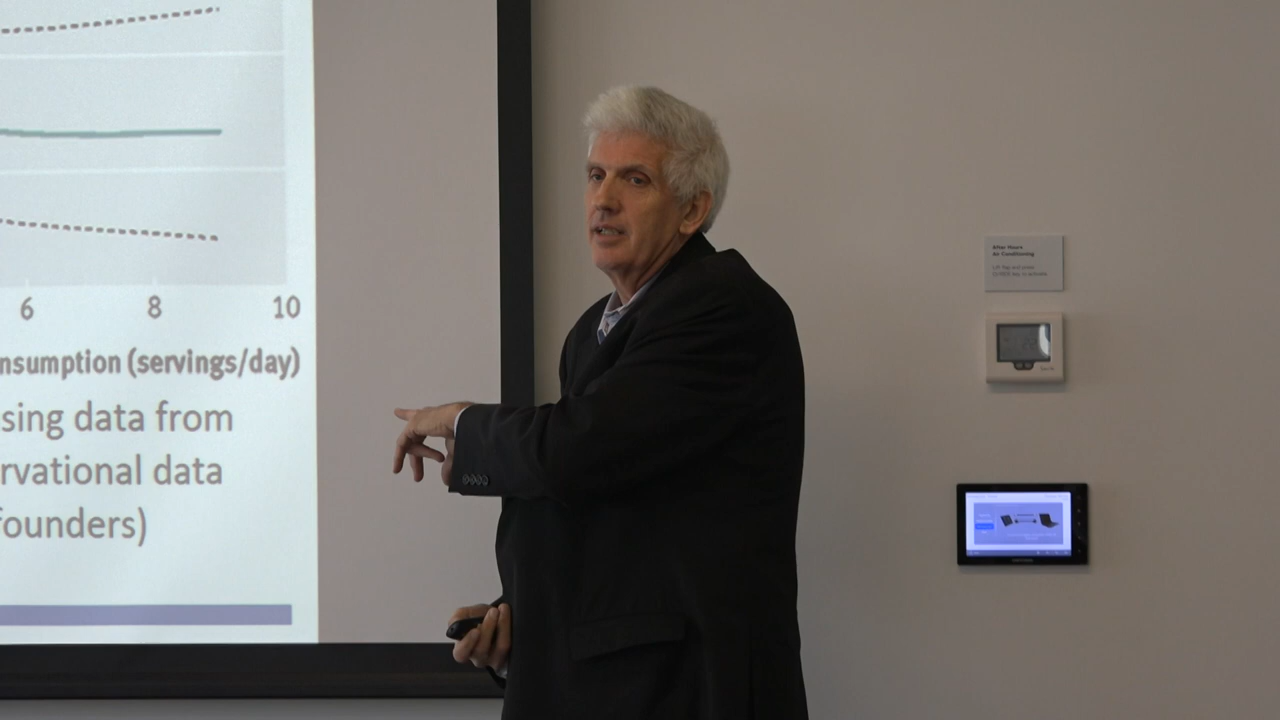 6 8 10
nsumption (servings/day)
sing data from
rvational data
founders)
After Hours
Air Conditioning